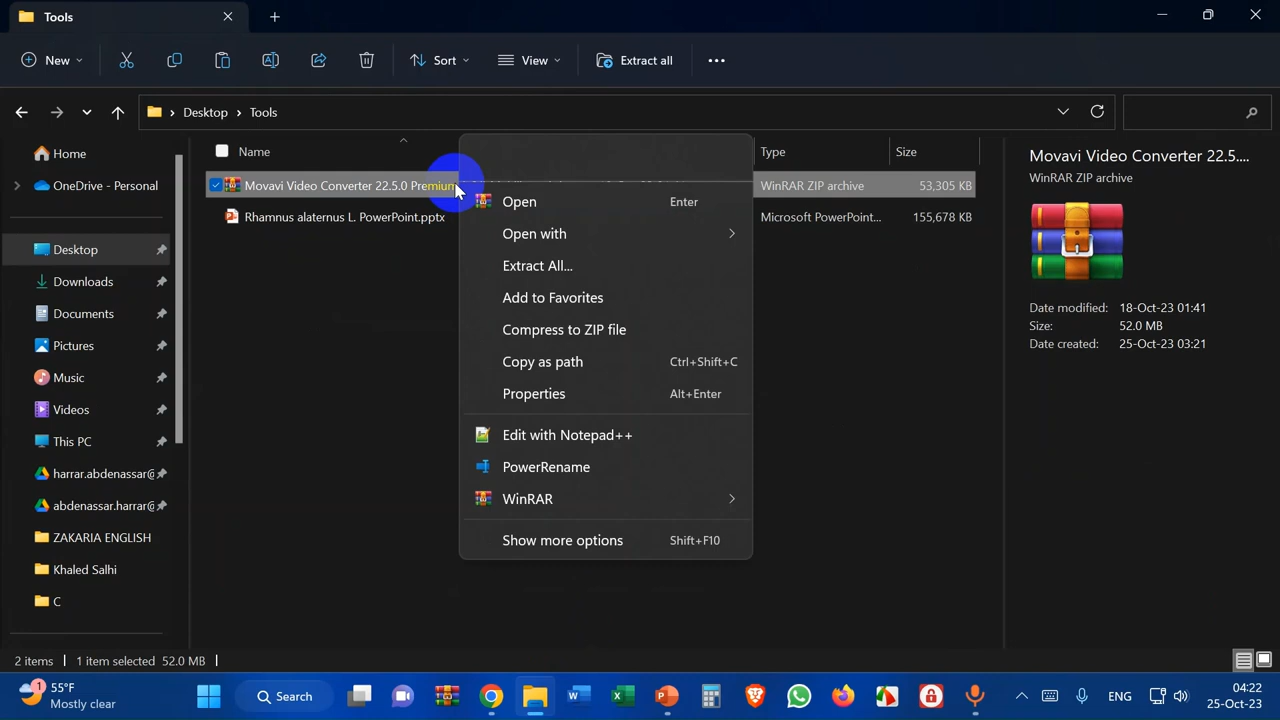 Tools
New
Sort
View
Extract all
Desktop
Tools
Home
OneDrive - Personal
Desktop
Downloads
Documents
Pictures
Music
Videos
This PC
harrar.abdenassar@
abdenassar.harrar@
ZAKARIA ENGLISH
Khaled Salhi
C
Name
Type
Size
Movavi Video Converter 22.5.0 Premium
WinRAR ZIP archive
53,305 KB
Rhamnus alaternus L. PowerPoint.pptx
Microsoft PowerPoint...
155,678 KB
Open Enter
Open with
Extract All...
Add to Favorites
Compress to ZIP file
Copy as path Ctrl+Shift+C
Properties Alt+Enter
Edit with Notepad++
PowerRename
WinRAR
Show more options Shift+F10
Movavi Video Converter 22.5....
WinRAR ZIP archive
Date modified: 18-Oct-23 01:41
Size: 52.0 MB
Date created: 25-Oct-23 03:21
2 items
1 item selected 52.0 MB
1
55°F
Mostly clear
Search
ENG
04:22
25-Oct-23